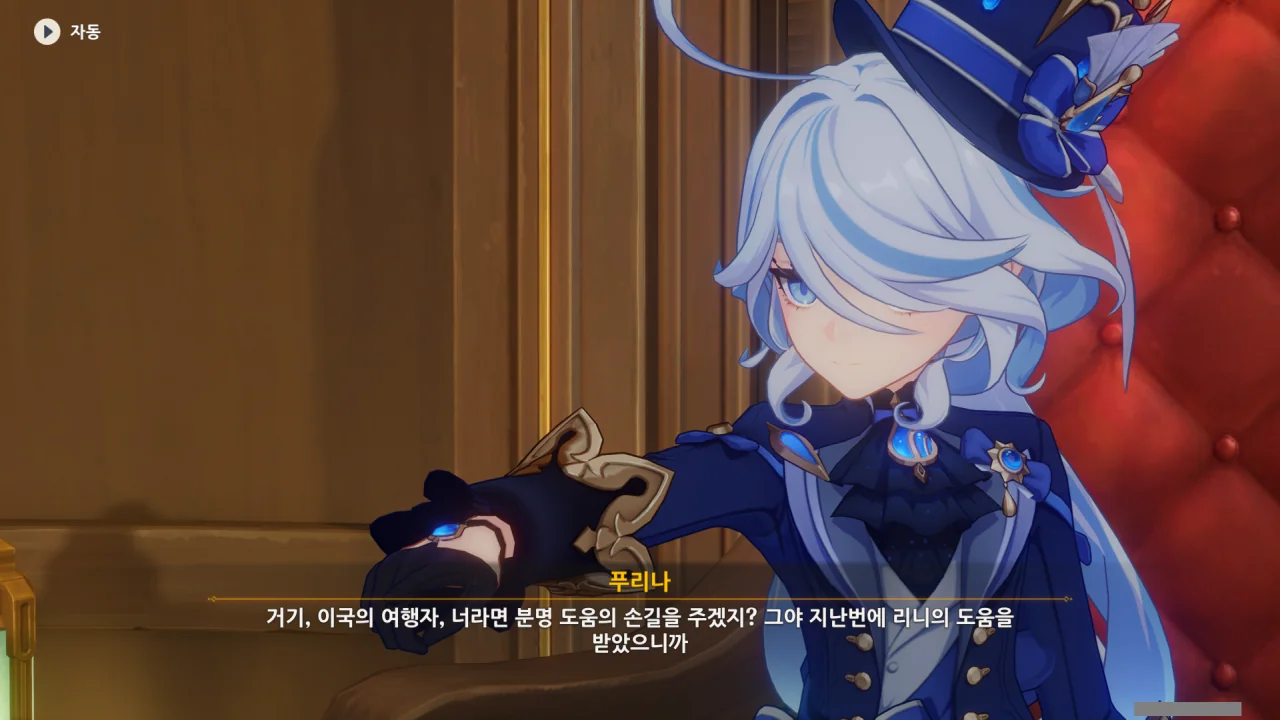 자동
푸리나
거기, 이국의 여행자, 너라면 분명 도움의 손길을 주겠지? 그야 지난번에 리니의 도움을
받았으니까